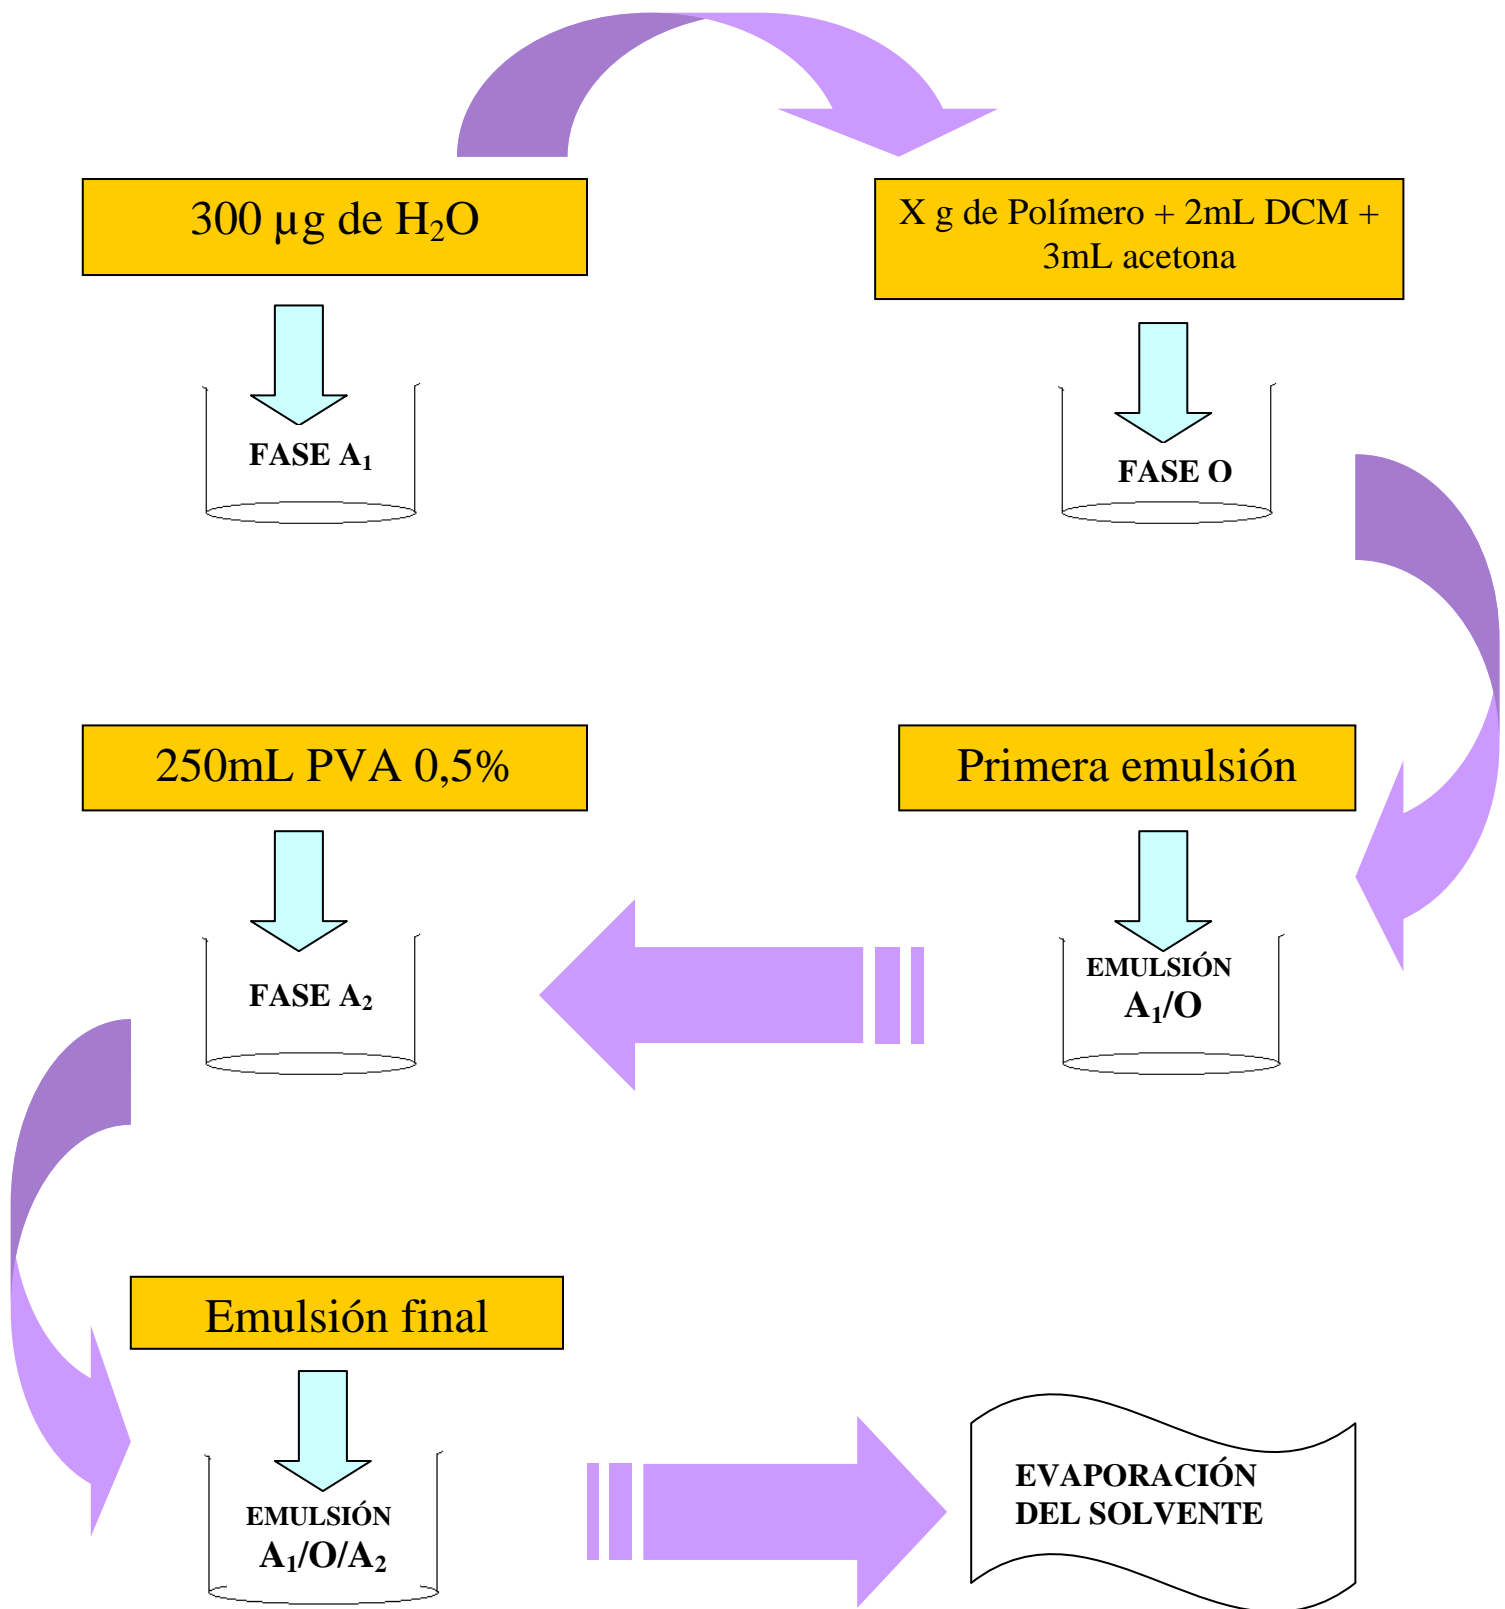 300 µg de H₂O
X g de Polímero + 2mL DCM +
3mL acetona
FASE A₁
FASE O
250mL PVA 0,5%
Primera emulsión
FASE A₂
EMULSIÓN
A₁/O
Emulsión final
EMULSIÓN
A₁/O/A₂
EVAPORACIÓN
DEL SOLVENTE